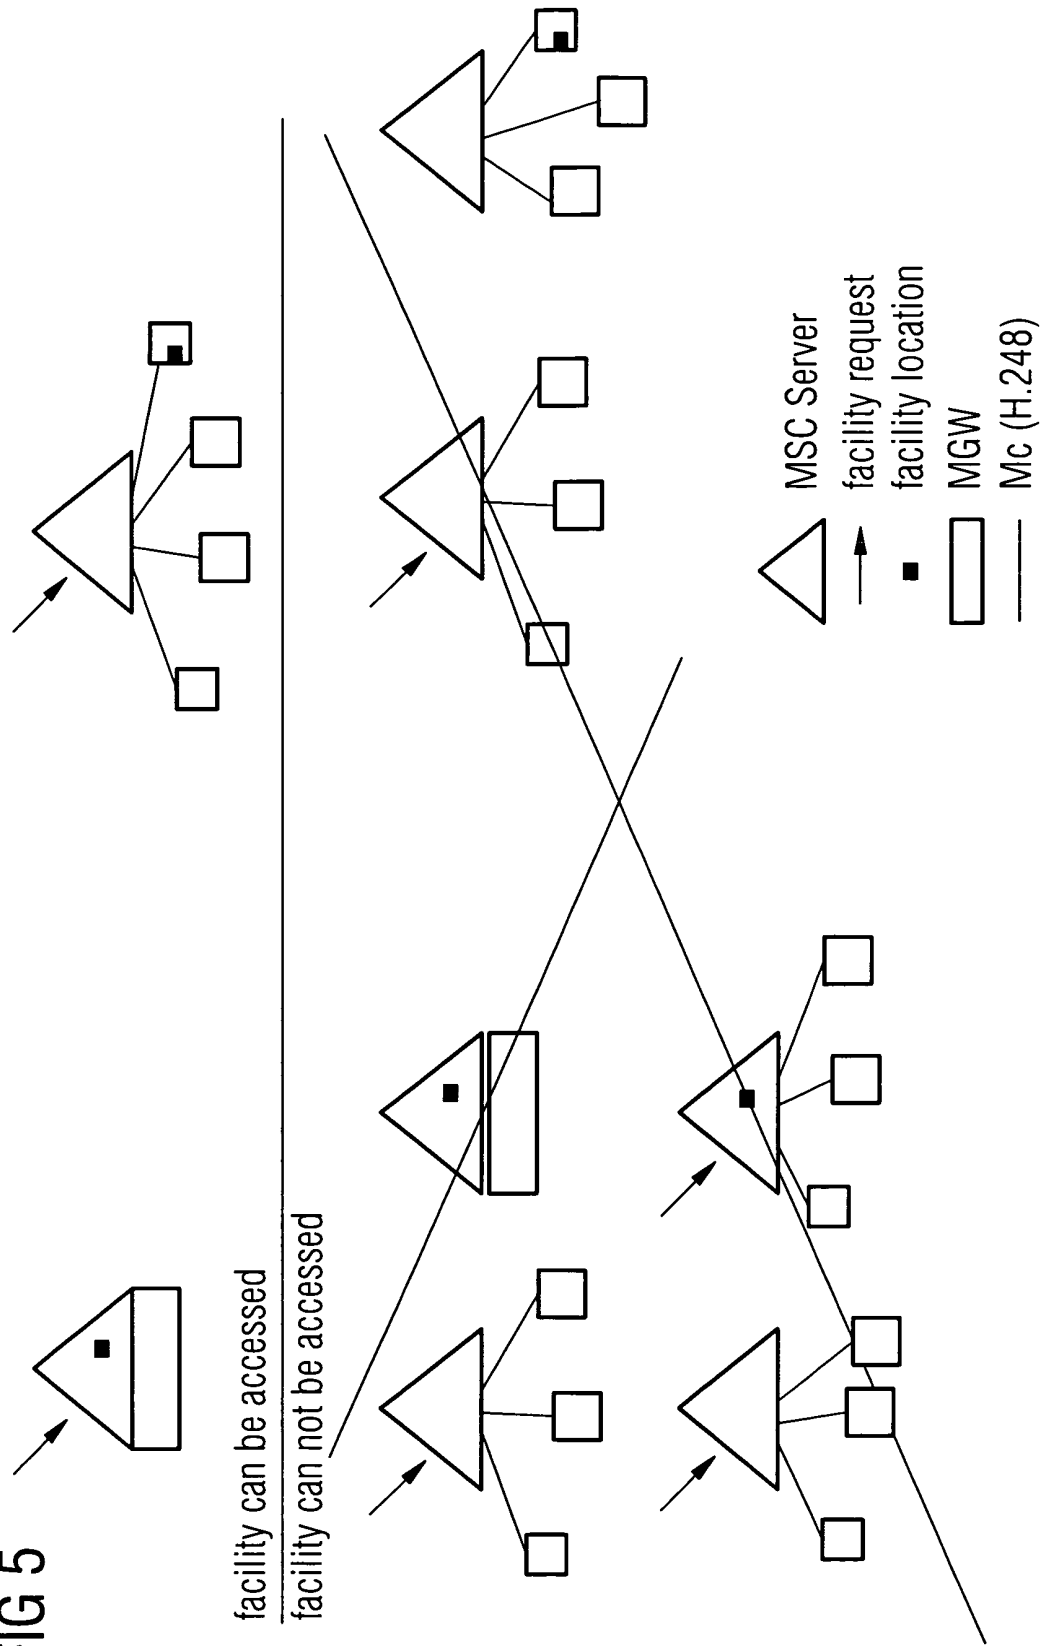 FIG 5
facility can be accessed
facility can not be accessed
MSC Server
facility request
facility location
MGW
Mc (H.248)